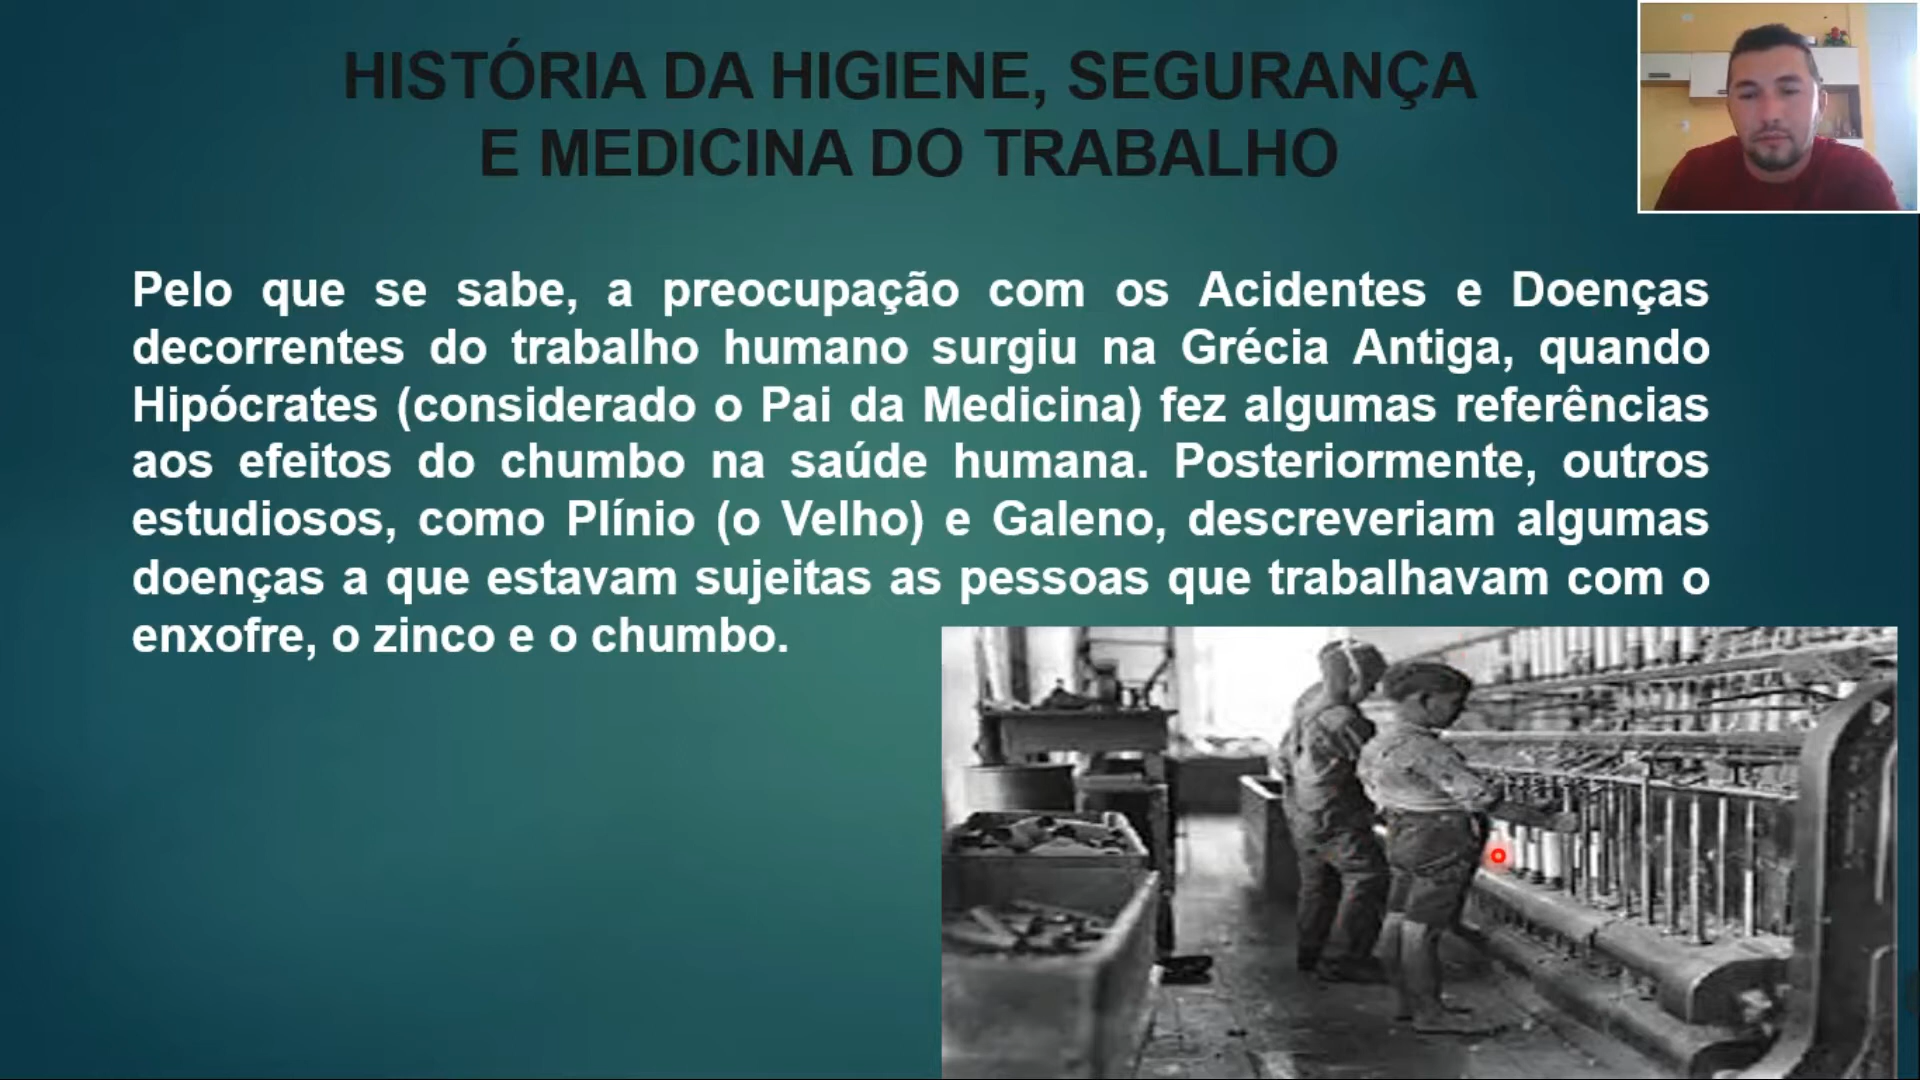 HISTÓRIA DA HIGIENE, SEGURANÇA
E MEDICINA DO TRABALHO
Pelo que se sabe, a preocupação com os Acidentes e Doenças
decorrentes do trabalho humano surgiu na Grécia Antiga, quando
Hipócrates (considerado o Pai da Medicina) fez algumas referências
aos efeitos do chumbo na saúde humana. Posteriormente, outros
estudiosos, como Plínio (o Velho) e Galeno, descreveriam algumas
doenças a que estavam sujeitas as pessoas que trabalhavam com o
enxofre, o zinco e o chumbo.